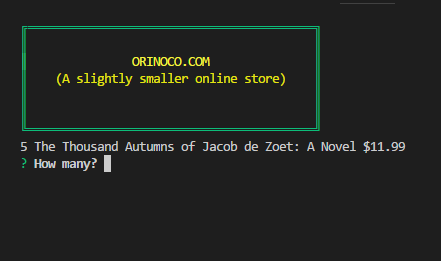 ORINOCO.COM
(A slightly smaller online store)
5 The Thousand Autumns of Jacob de Zoet: A Novel $11.99
? How many?